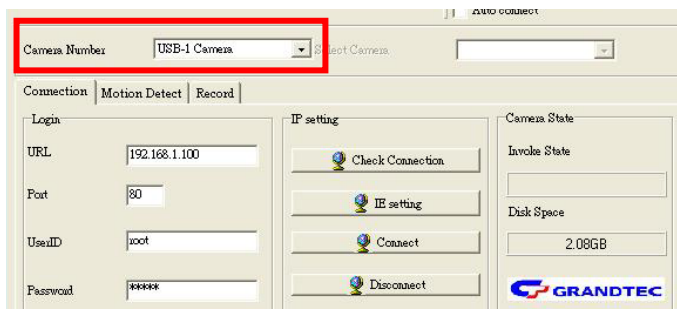 Auto connect
Camera Number USB-1 Camera Select Camera
Connection Motion Detect Record
Login
URL 192.168.1.100
Port 80
UserID root
Password *****
IP setting
Check Connection
IE setting
Connect
Disconnect
Camera State
Invoke State
Disk Space
2.08GB
GRANDTEC